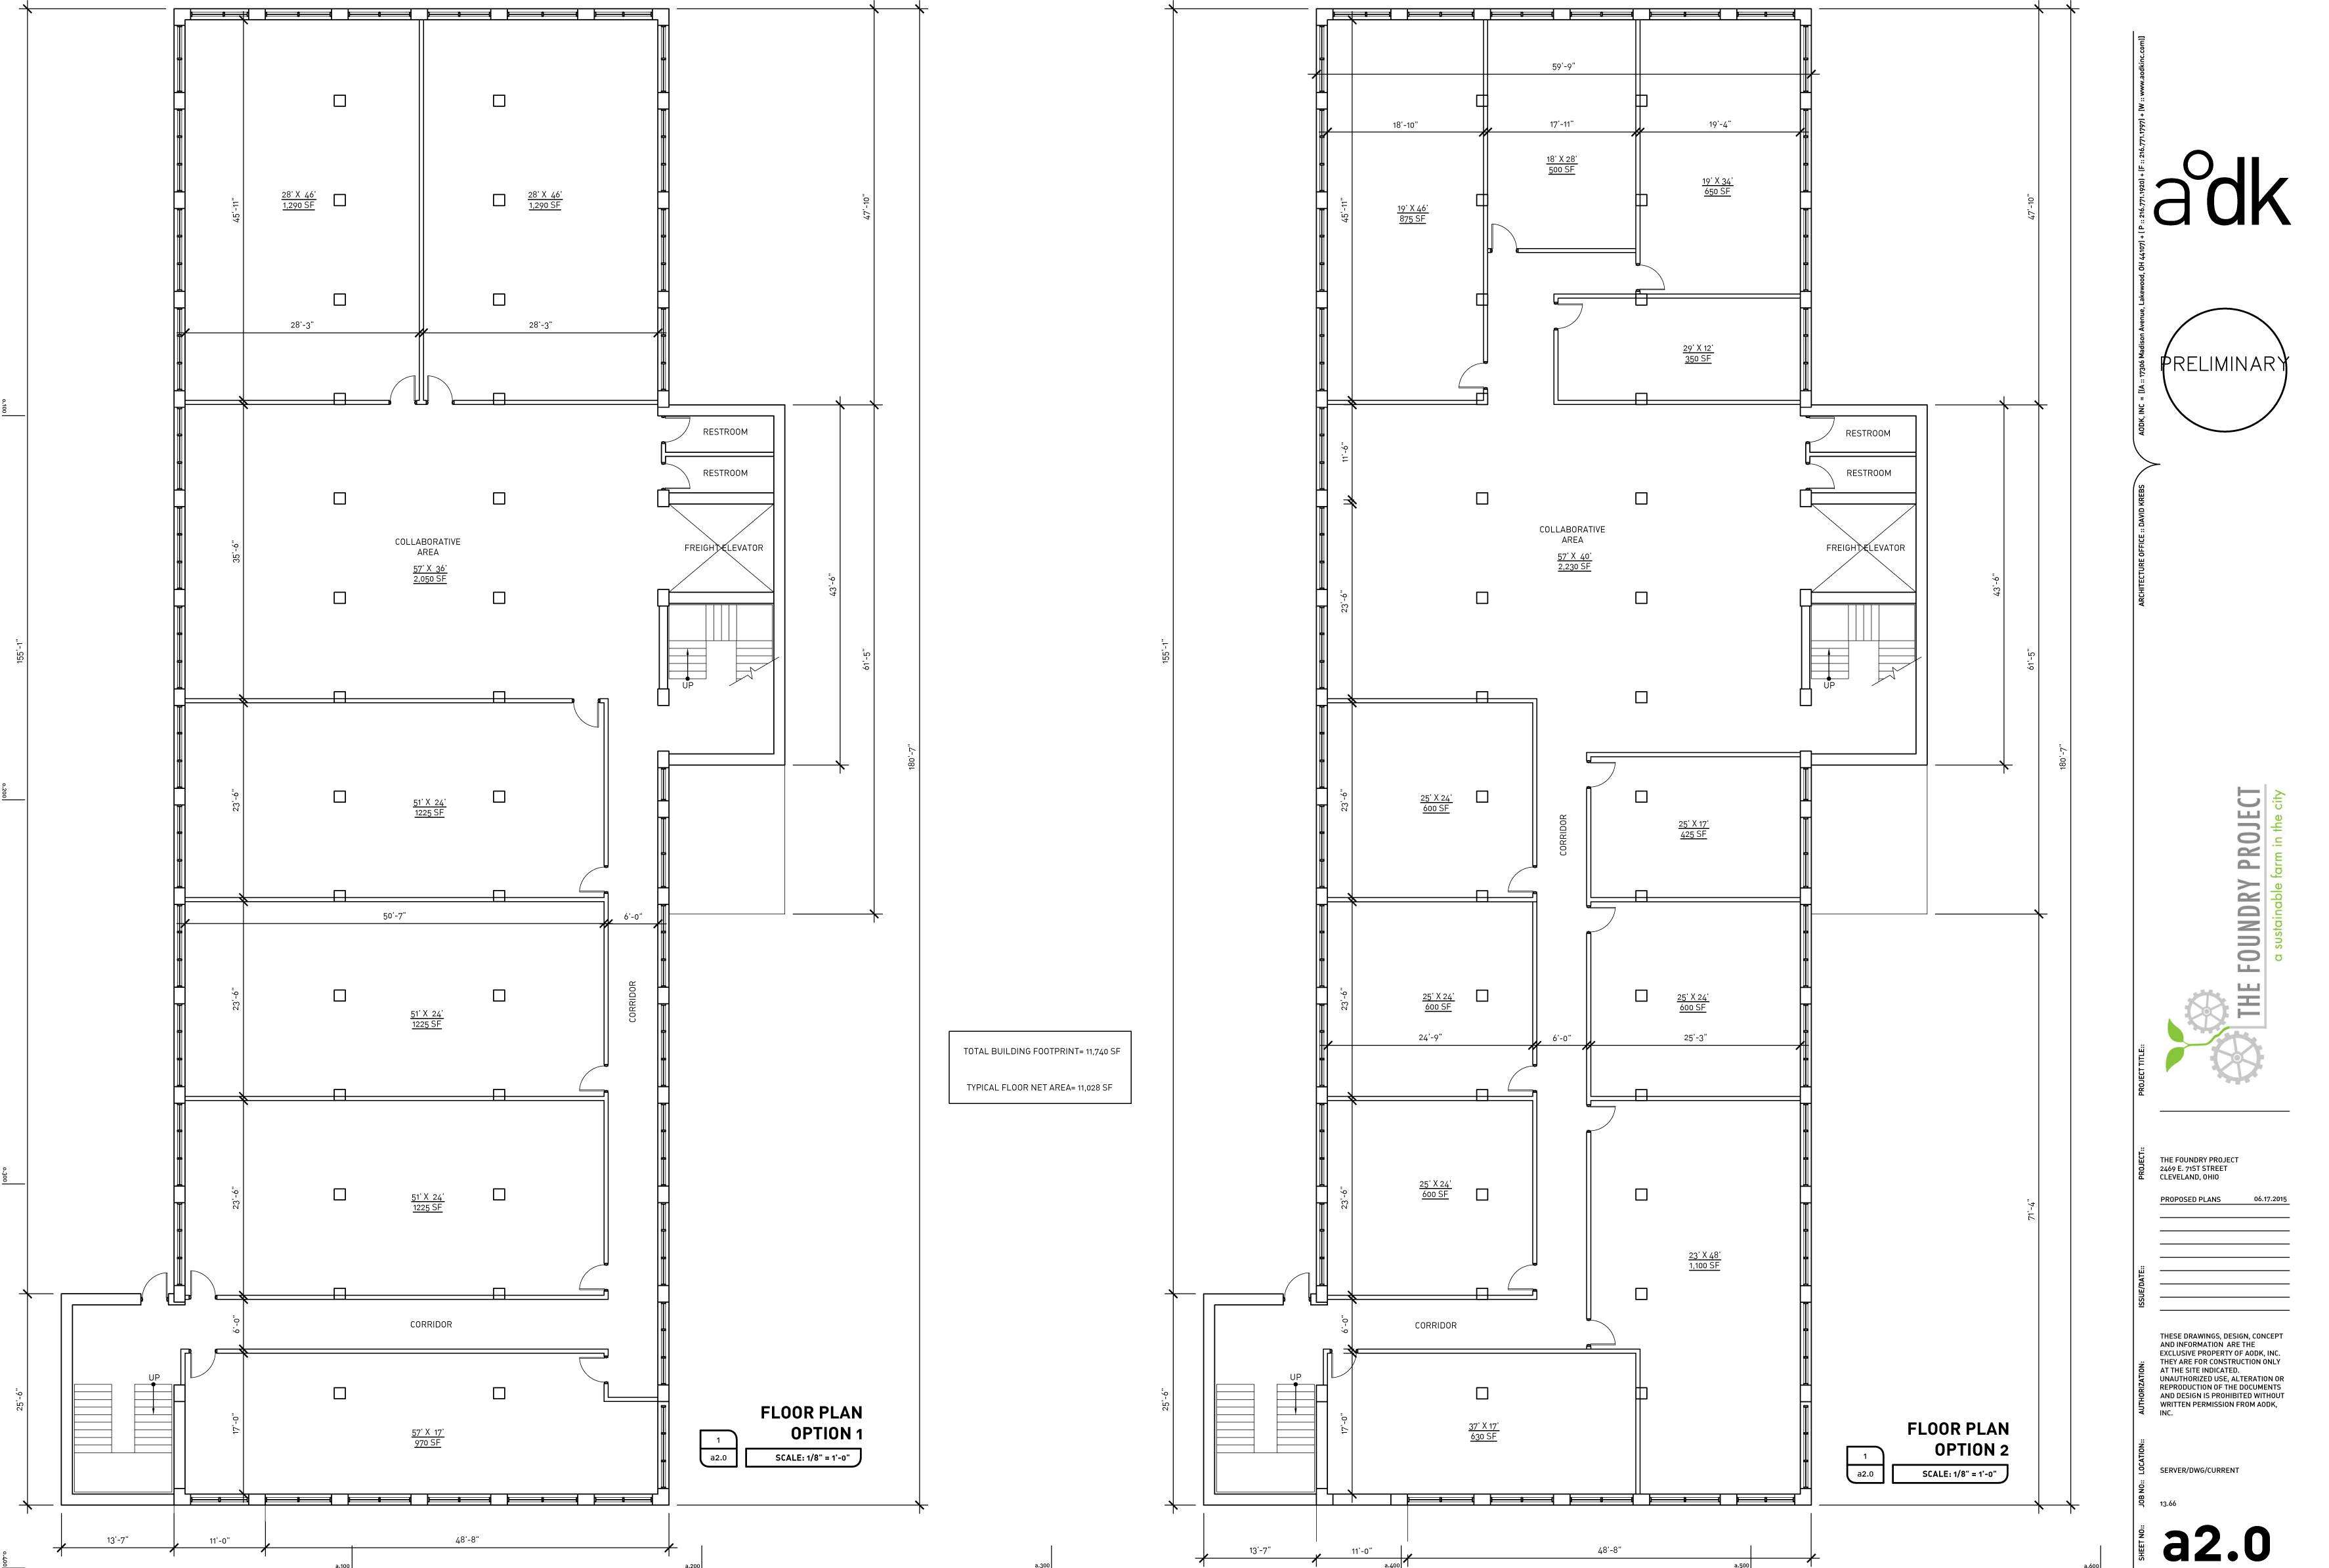 28' X 46'
1,290 SF
28' X 46'
1,290 SF
45'-11"
28'-3"
28'-3"
47'-10"
RESTROOM
RESTROOM
FREIGHT ELEVATOR
COLLABORATIVE
AREA
57' X 36'
2,050 SF
35'-6"
43'-6"
61'-5"
155'-1"
180'-7"
UP
51' X 24'
1225 SF
23'-6"
50'-7"
6'-0"
CORRIDOR
51' X 24'
1225 SF
23'-6"
51' X 24'
1225 SF
23'-6"
CORRIDOR
6'-0"
UP
57' X 17'
970 SF
17'-0"
25'-6"
13'-7"
11'-0"
48'-8"
a.100
a.200
a.300
a.400
a.100
a.200
a.300
a.400
a.500
a.600
FLOOR PLAN
OPTION 1
1
a2.0
SCALE: 1/8" = 1'-0"
TOTAL BUILDING FOOTPRINT= 11,740 SF
TYPICAL FLOOR NET AREA= 11,028 SF
59'-9"
18'-10"
17'-11"
19'-4"
18' X 28'
500 SF
19' X 34'
650 SF
19' X 46'
875 SF
45'-11"
29' X 12'
350 SF
47'-10"
11'-6"
RESTROOM
RESTROOM
FREIGHT ELEVATOR
COLLABORATIVE
AREA
57' X 40'
2,230 SF
23'-6"
43'-6"
61'-5"
155'-1"
180'-7"
UP
25' X 24'
600 SF
23'-6"
CORRIDOR
25' X 17'
425 SF
25' X 24'
600 SF
23'-6"
25' X 24'
600 SF
24'-9"
6'-0"
25'-3"
25' X 24'
600 SF
23'-6"
23' X 48'
1,100 SF
71'-4"
CORRIDOR
6'-0"
UP
37' X 17'
630 SF
17'-0"
25'-6"
13'-7"
11'-0"
48'-8"
FLOOR PLAN
OPTION 2
1
a2.0
SCALE: 1/8" = 1'-0"
AODK, INC = [[A :: 17306 Madison Avenue, Lakewood, OH 44107] + [ P :: 216.771.1920] + [F :: 216.771.1797] + [W :: www.aodkinc.com]]
ARCHITECTURE OFFICE :: DAVID KREBS
aodk
PRELIMINARY
PROJECT TITLE::
THE FOUNDRY PROJECT
a sustainable farm in the city
PROJECT::
THE FOUNDRY PROJECT
2469 E. 71ST STREET
CLEVELAND, OHIO
ISSUE/DATE::
PROPOSED PLANS 06.17.2015
AUTHORIZATION:
THESE DRAWINGS, DESIGN, CONCEPT
AND INFORMATION ARE THE
EXCLUSIVE PROPERTY OF AODK, INC.
THEY ARE FOR CONSTRUCTION ONLY
AT THE SITE INDICATED.
UNAUTHORIZED USE, ALTERATION OR
REPRODUCTION OF THE DOCUMENTS
AND DESIGN IS PROHIBITED WITHOUT
WRITTEN PERMISSION FROM AODK,
INC.
LOCATION::
SERVER/DWG/CURRENT
JOB NO::
13.66
SHEET NO::
a2.0